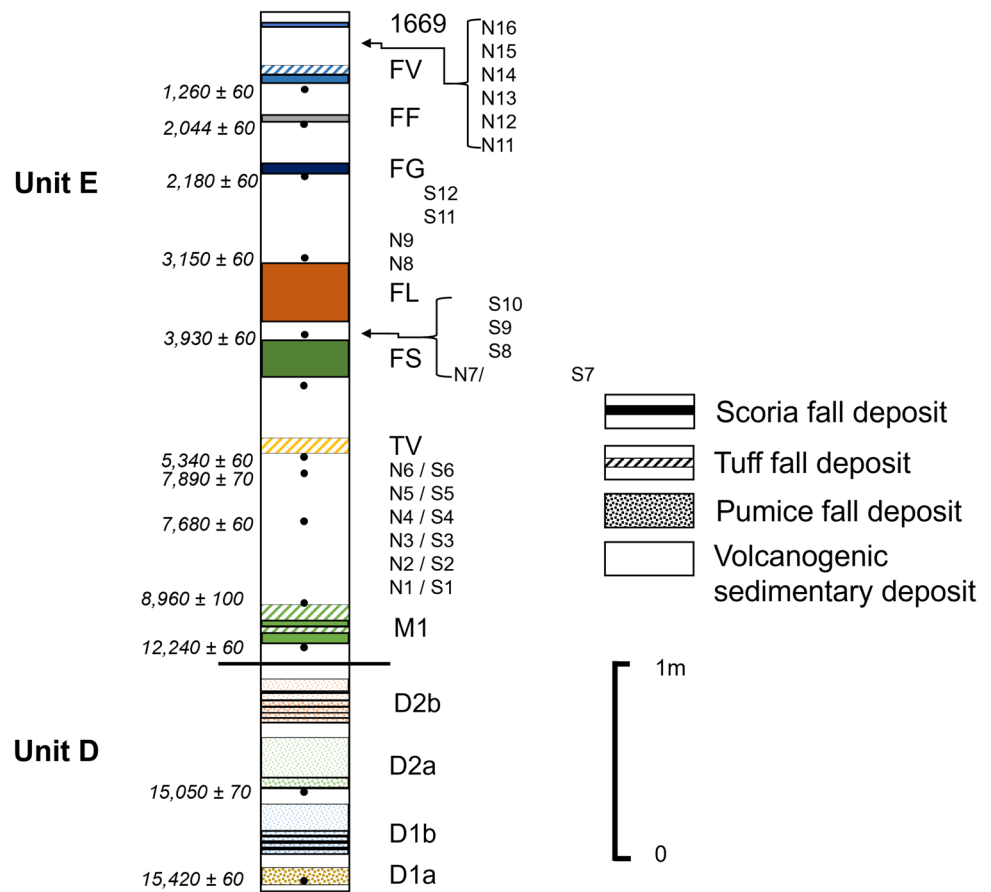 1669
N16
N15
FV
N14
1,260 ± 60
N13
FF
N12
2,044 ± 60
N11
FG
Unit E
2,180 ± 60
S12
S11
N9
3,150 ± 60
N8
FL
S10
S9
3,930 ± 60
S8
FS
N7/ S7
Scoria fall deposit
TV
5,340 ± 60
Tuff fall deposit
N6 / S6
7,890 ± 70
N5 / S5
Pumice fall deposit
N4 / S4
7,680 ± 60
N3 / S3
N2 / S2
Volcanogenic
sedimentary deposit
N1 / S1
8,960 ± 100
M1
12,240 ± 60
1m
D2b
Unit D
D2a
15,050 ± 70
D1b
0
D1a
15,420 ± 60